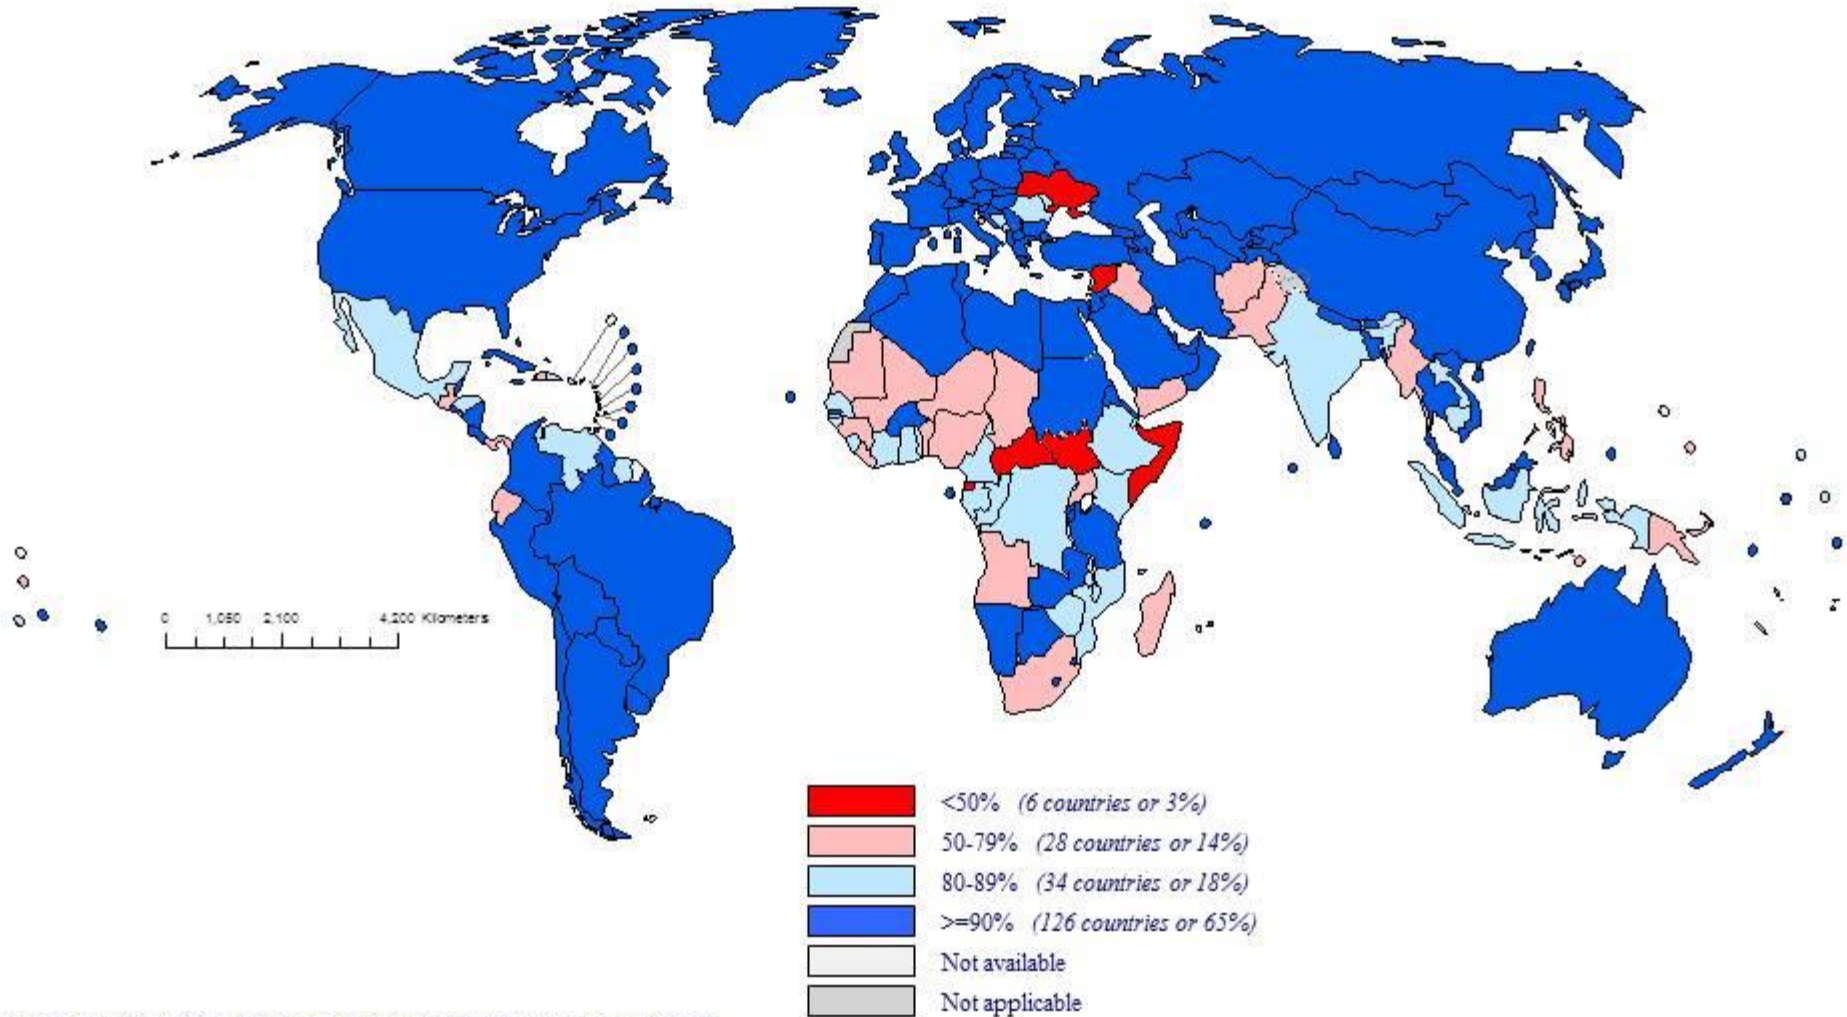 0 1,050 2,100 4,200 Kilometers
<50% (6 countries or 3%)
50-79% (28 countries or 14%)
80-89% (34 countries or 18%)
>=90% (126 countries or 65%)
Not available
Not applicable